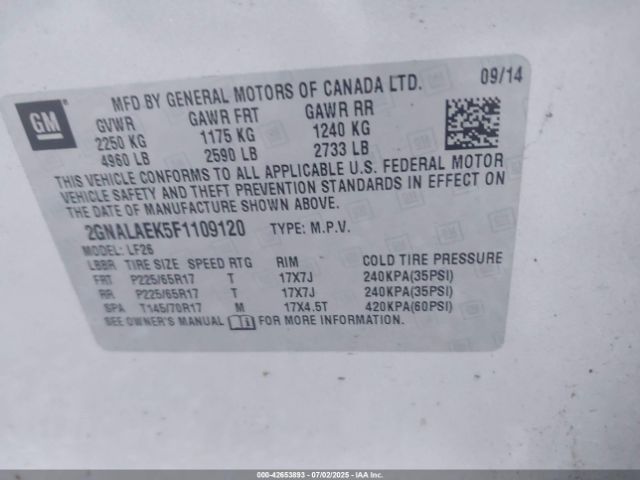 GM
MFD BY GENERAL MOTORS OF CANADA LTD. 09/14
GVWR GAWR FRT GAWR RR
2250 KG 1175 KG 1240 KG
4960 LB 2590 LB 2733 LB
THIS VEHICLE CONFORMS TO ALL APPLICABLE U.S. FEDERAL MOTOR
VEHICLE SAFETY AND THEFT PREVENTION STANDARDS IN EFFECT ON
THE DATE OF MANUFACTURE SHOWN ABOVE.
2GNALAEK5F1109120 TYPE: M.P.V.
MODEL: LF26
LBBR TIRE SIZE SPEED RTG RIM COLD TIRE PRESSURE
FRT P225/65R17 T 17X7J 240KPA(35PSI)
RR P225/65R17 T 17X7J 240KPA(35PSI)
SPA T145/70R17 M 17X4.5T 420KPA(60PSI)
SEE OWNER'S MANUAL FOR MORE INFORMATION.
000-42653893 - 07/02/2025 - IAAI.COM